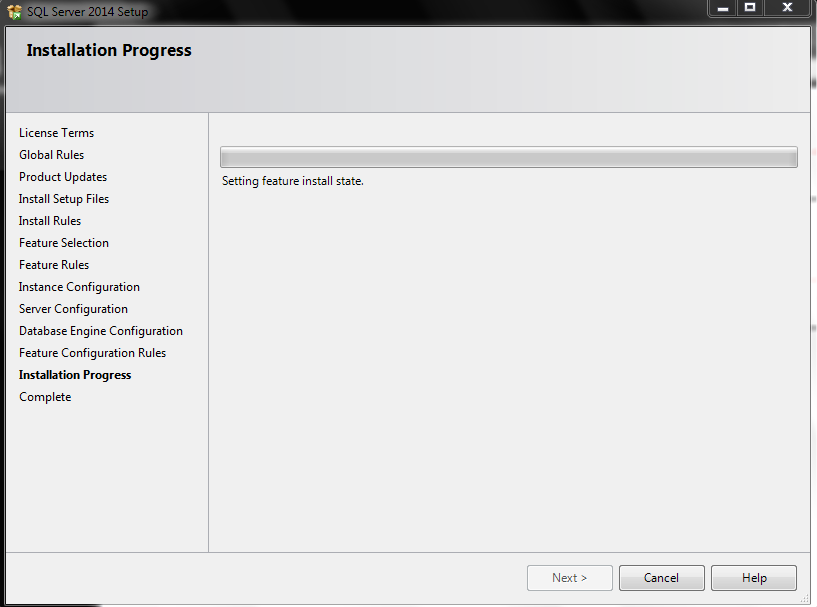 SQL Server 2014 Setup
Installation Progress
License Terms
Global Rules
Product Updates
Install Setup Files
Install Rules
Feature Selection
Feature Rules
Instance Configuration
Server Configuration
Database Engine Configuration
Feature Configuration Rules
Installation Progress
Complete
Setting feature install state.
Next >
Cancel
Help